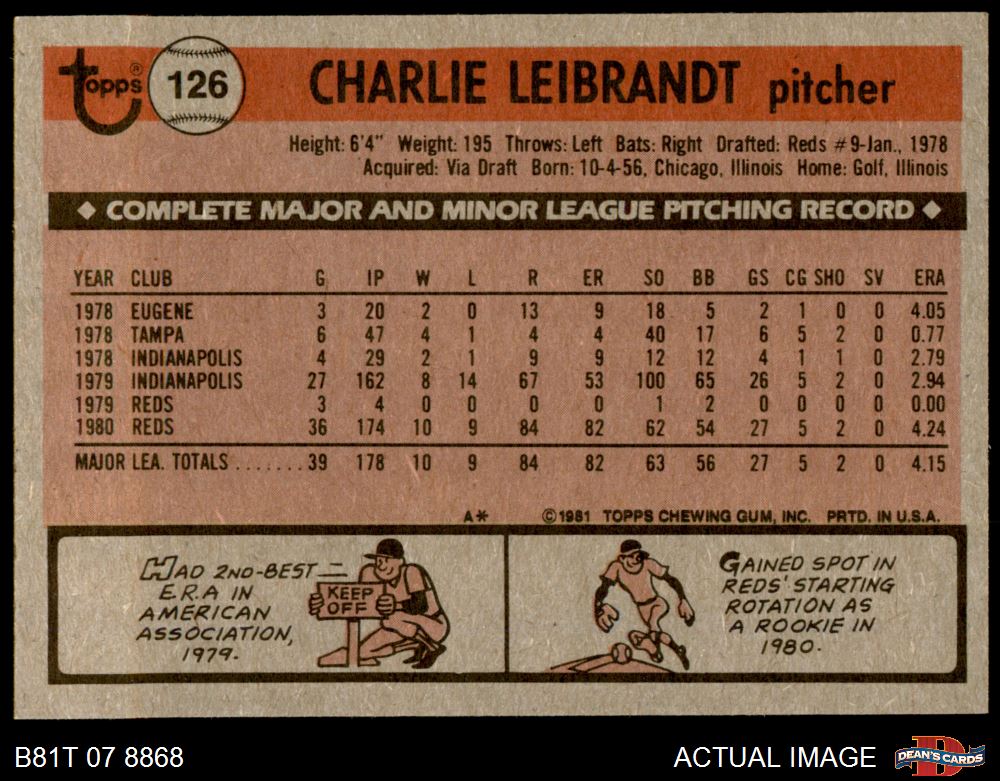 topps® 126 CHARLIE LEIBRANDT pitcher
Height: 6'4" Weight: 195 Throws: Left Bats: Right Drafted: Reds #9-Jan., 1978
Acquired: Via Draft Born: 10-4-56, Chicago, Illinois Home: Golf, Illinois
◆ COMPLETE MAJOR AND MINOR LEAGUE PITCHING RECORD ◆
YEAR CLUB G IP W L R ER SO BB GS CG SHO SV ERA
1978 EUGENE 3 20 2 0 13 9 18 5 2 1 0 0 4.05
1978 TAMPA 6 47 4 1 4 4 40 17 6 5 2 0 0.77
1978 INDIANAPOLIS 4 29 2 1 9 9 12 12 4 1 1 0 2.79
1979 INDIANAPOLIS 27 162 8 14 67 53 100 65 26 5 2 0 2.94
1979 REDS 3 4 0 0 0 0 1 2 0 0 0 0 0.00
1980 REDS 36 174 10 9 84 82 62 54 27 5 2 0 4.24
MAJOR LEA. TOTALS.......39 178 10 9 84 82 63 56 27 5 2 0 4.15
A* ©1981 TOPPS CHEWING GUM, INC. PRTD. IN U.S.A.
HAD 2ND-BEST
E.R.A IN
AMERICAN
ASSOCIATION,
1979.
KEEP
OFF
GAINED SPOT IN
REDS' STARTING
ROTATION AS
A ROOKIE IN
1980.
B81T 07 8868 ACTUAL IMAGE D DEAN'S CARDS